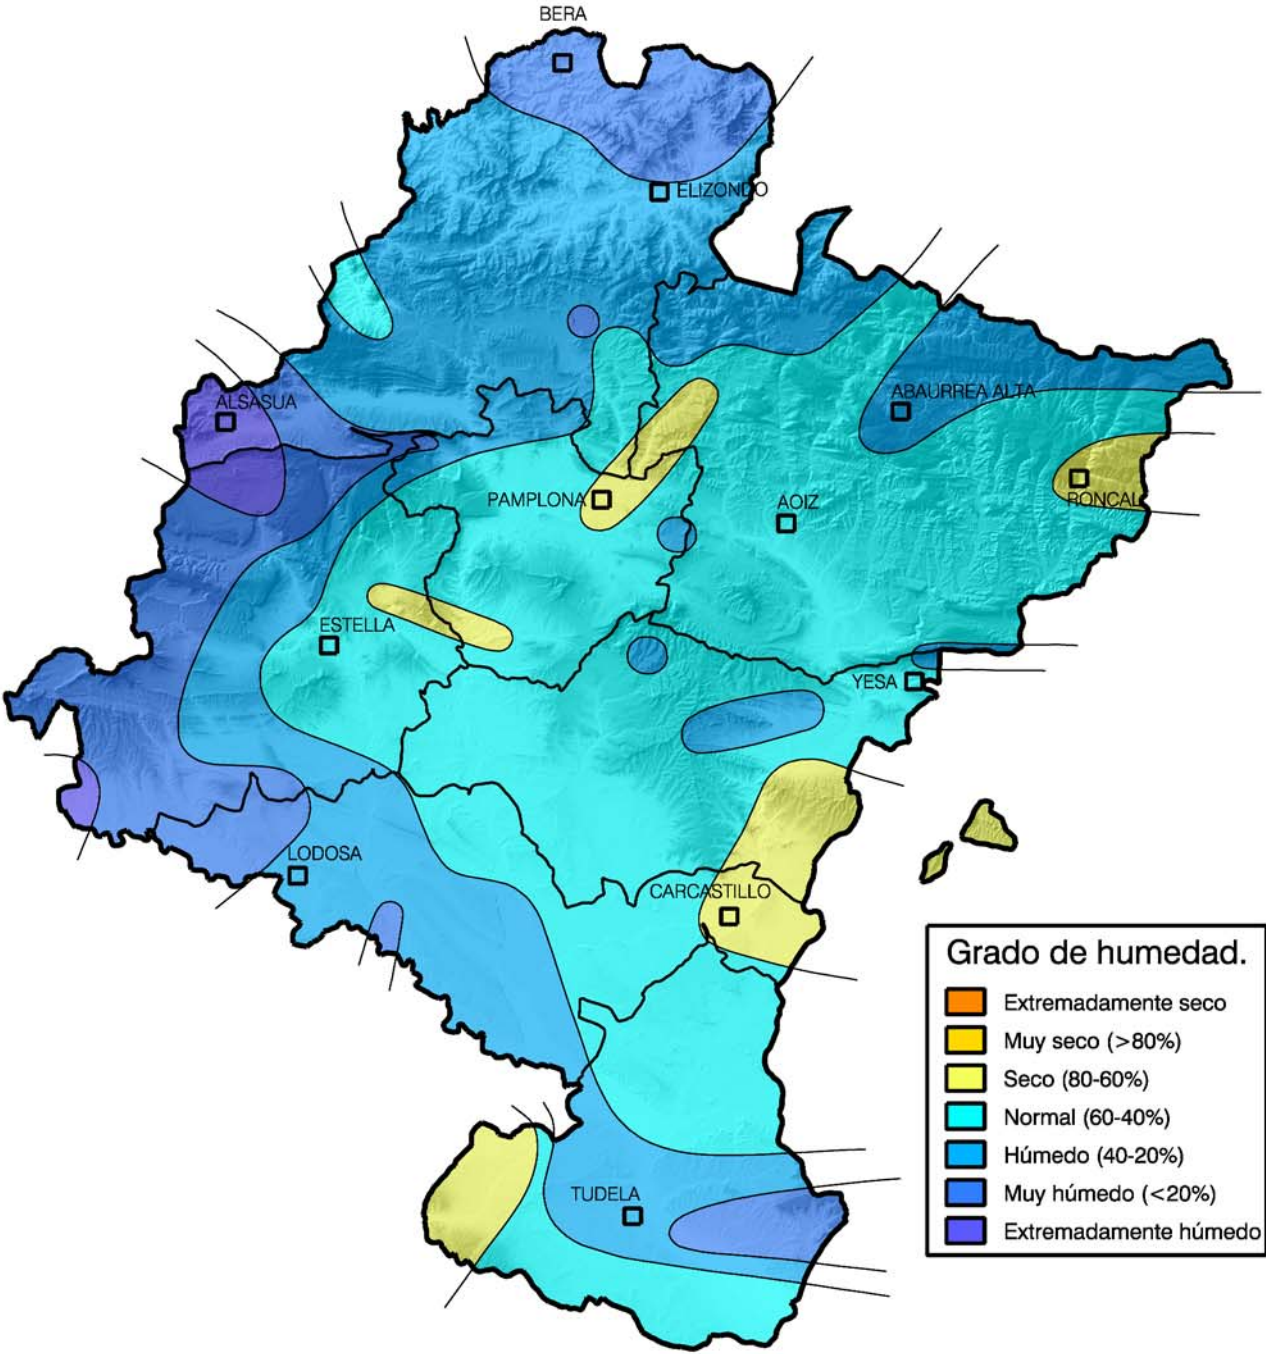 BERA
ELIZONDO
ALSASUA
ABAURREA ALTA
PAMPLONA
AOIZ
RONCAL
ESTELLA
YESA
LODOSA
CARCASTILLO
TUDELA
Grado de humedad.
Extremadamente seco
Muy seco (>80%)
Seco (80-60%)
Normal (60-40%)
Húmedo (40-20%)
Muy húmedo (<20%)
Extremadamente húmedo